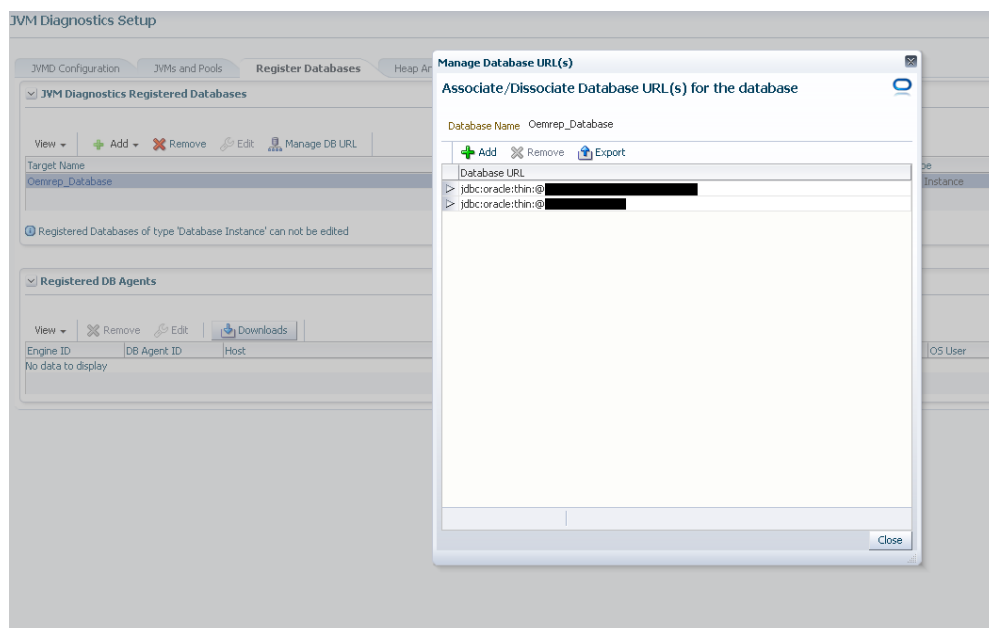 JVM Diagnostics Setup
JVMD Configuration JVMs and Pools Register Databases Heap An
JVM Diagnostics Registered Databases
View Add Remove Edit Manage DB URL
Target Name
Oemrep_Database
Instance
Registered Databases of type 'Database Instance' can not be edited
Registered DB Agents
View Remove Edit Downloads
Engine ID DB Agent ID Host OS User
No data to display
Manage Database URL(s)
Associate/Dissociate Database URL(s) for the database
Database Name Oemrep_Database
Add Remove Export
Database URL
jdbc:oracle:thin:@
jdbc:oracle:thin:@
Close